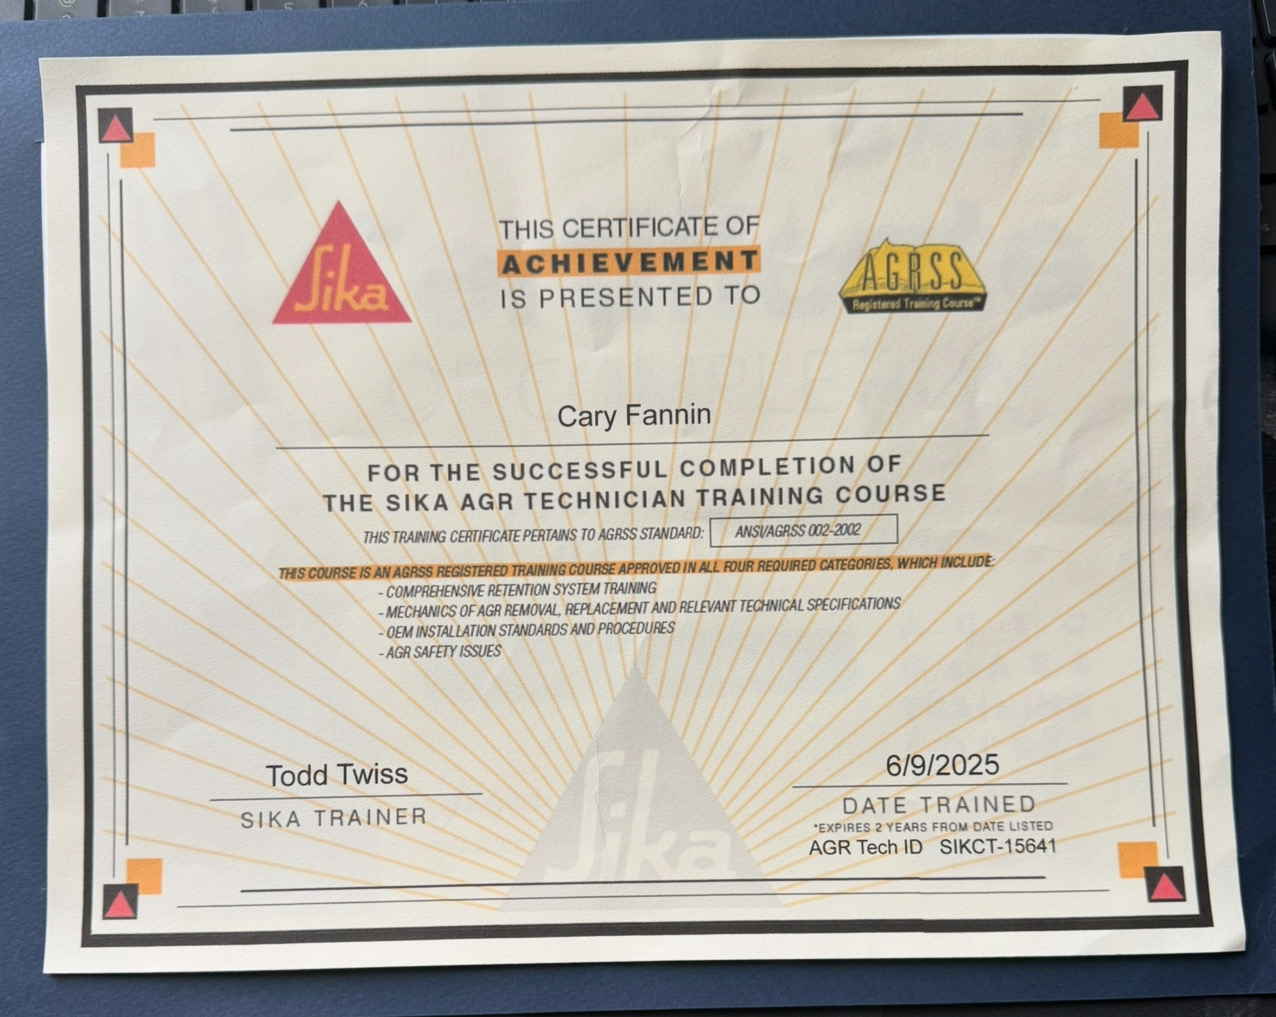 Sika
THIS CERTIFICATE OF
ACHIEVEMENT
IS PRESENTED TO
AGRSS
Registered Training Course™
Cary Fannin
FOR THE SUCCESSFUL COMPLETION OF
THE SIKA AGR TECHNICIAN TRAINING COURSE
THIS TRAINING CERTIFICATE PERTAINS TO AGRSS STANDARD: ANSI/AGRSS 002-2002
THIS COURSE IS AN AGRSS REGISTERED TRAINING COURSE APPROVED IN ALL FOUR REQUIRED CATEGORIES, WHICH INCLUDE:
- COMPREHENSIVE RETENTION SYSTEM TRAINING
- MECHANICS OF AGR REMOVAL, REPLACEMENT AND RELEVANT TECHNICAL SPECIFICATIONS
- OEM INSTALLATION STANDARDS AND PROCEDURES
- AGR SAFETY ISSUES
Todd Twiss
SIKA TRAINER
Sika
6/9/2025
DATE TRAINED
*EXPIRES 2 YEARS FROM DATE LISTED
AGR Tech ID SIKCT-15641